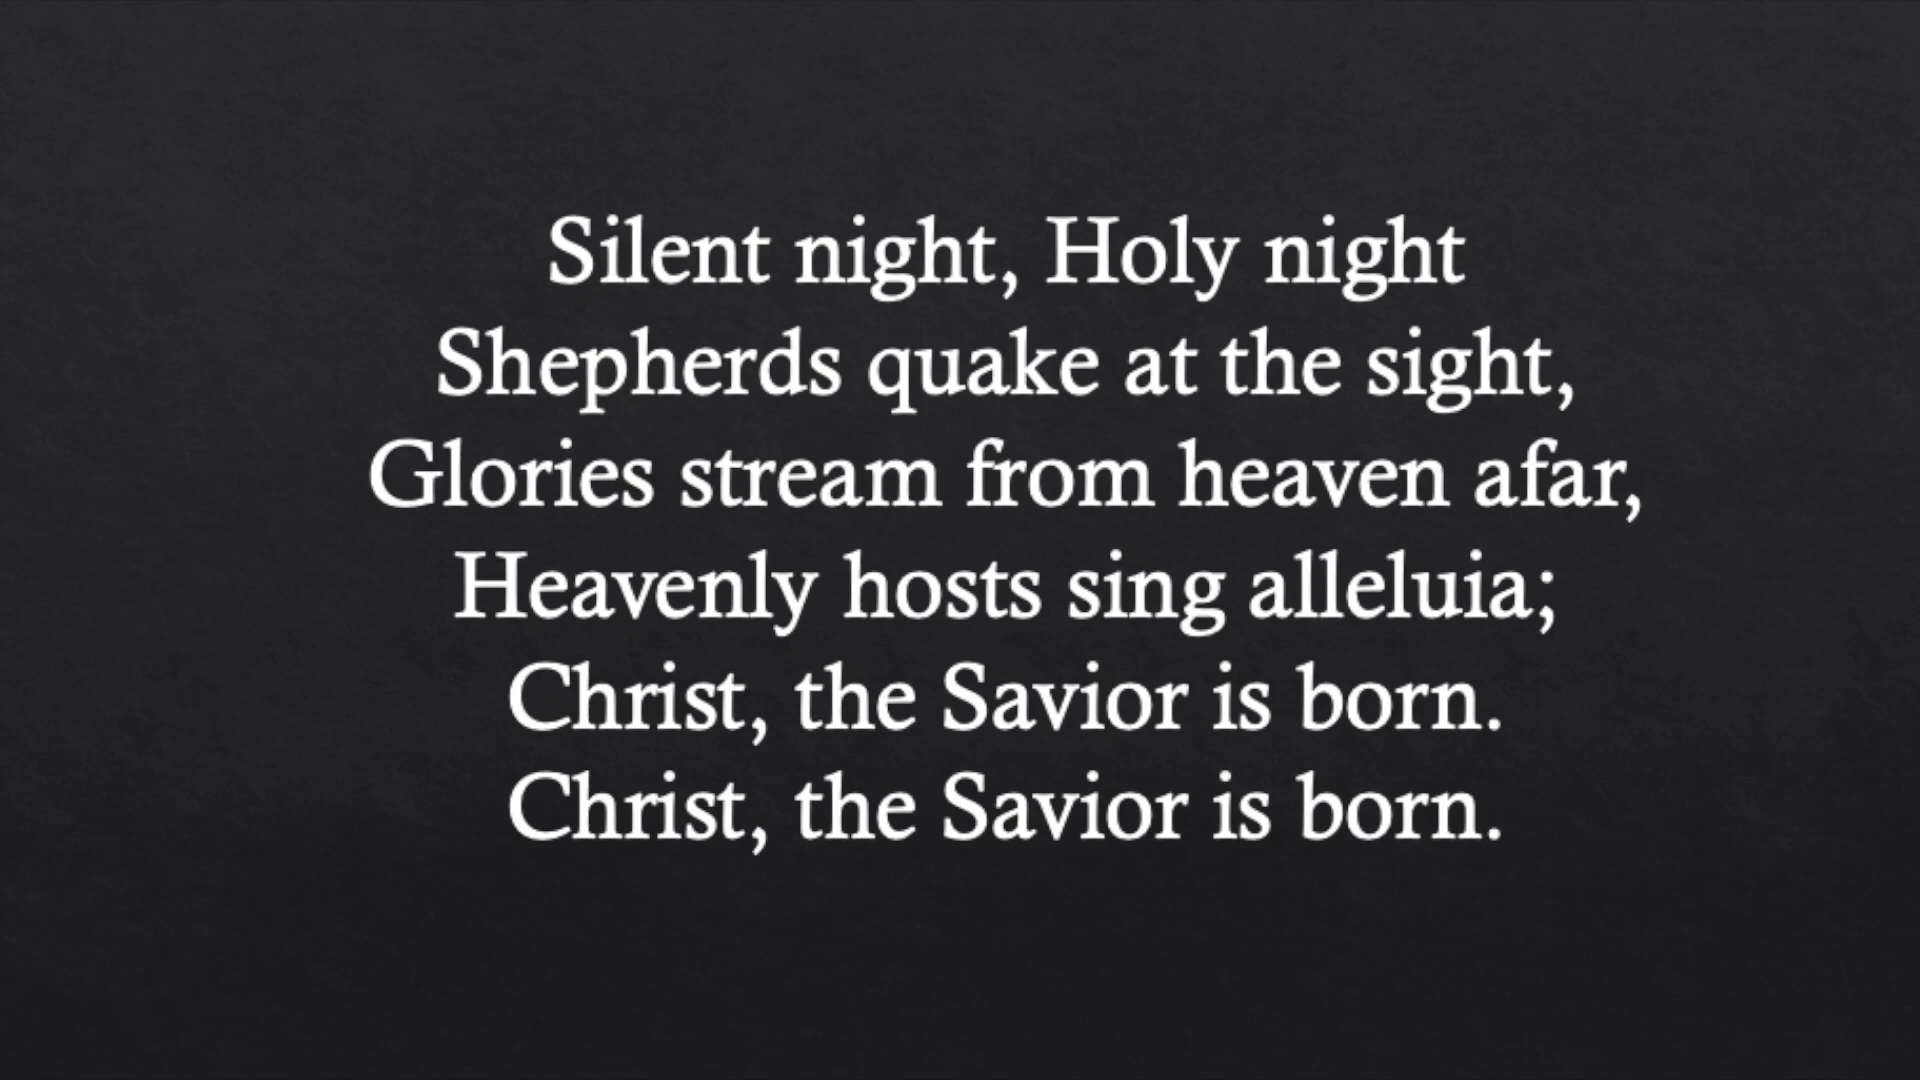 Silent night, Holy night
Shepherds quake at the sight,
Glories stream from heaven afar,
Heavenly hosts sing alleluia;
Christ, the Savior is born.
Christ, the Savior is born.